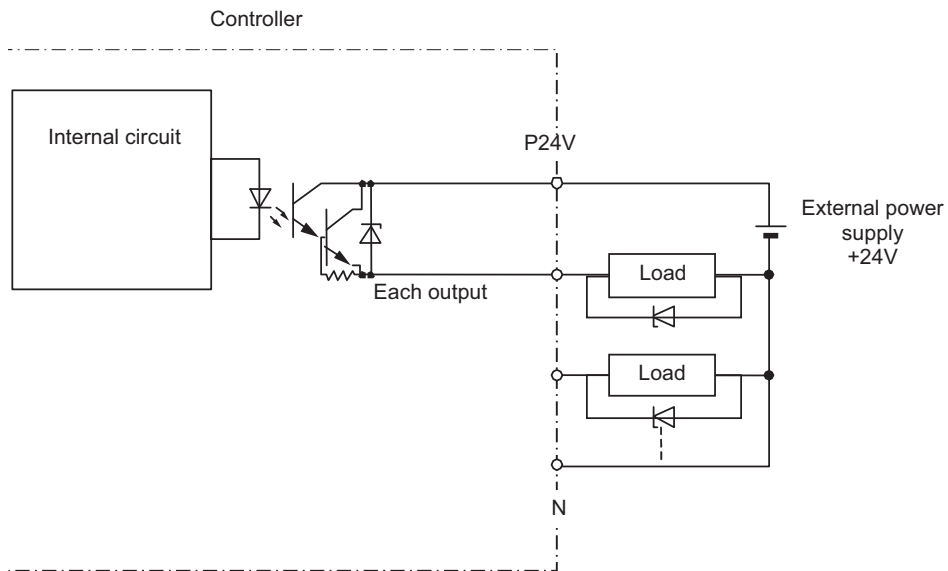 Controller
Internal circuit
P24V
External power
supply
+24V
Load
Each output
Load
N